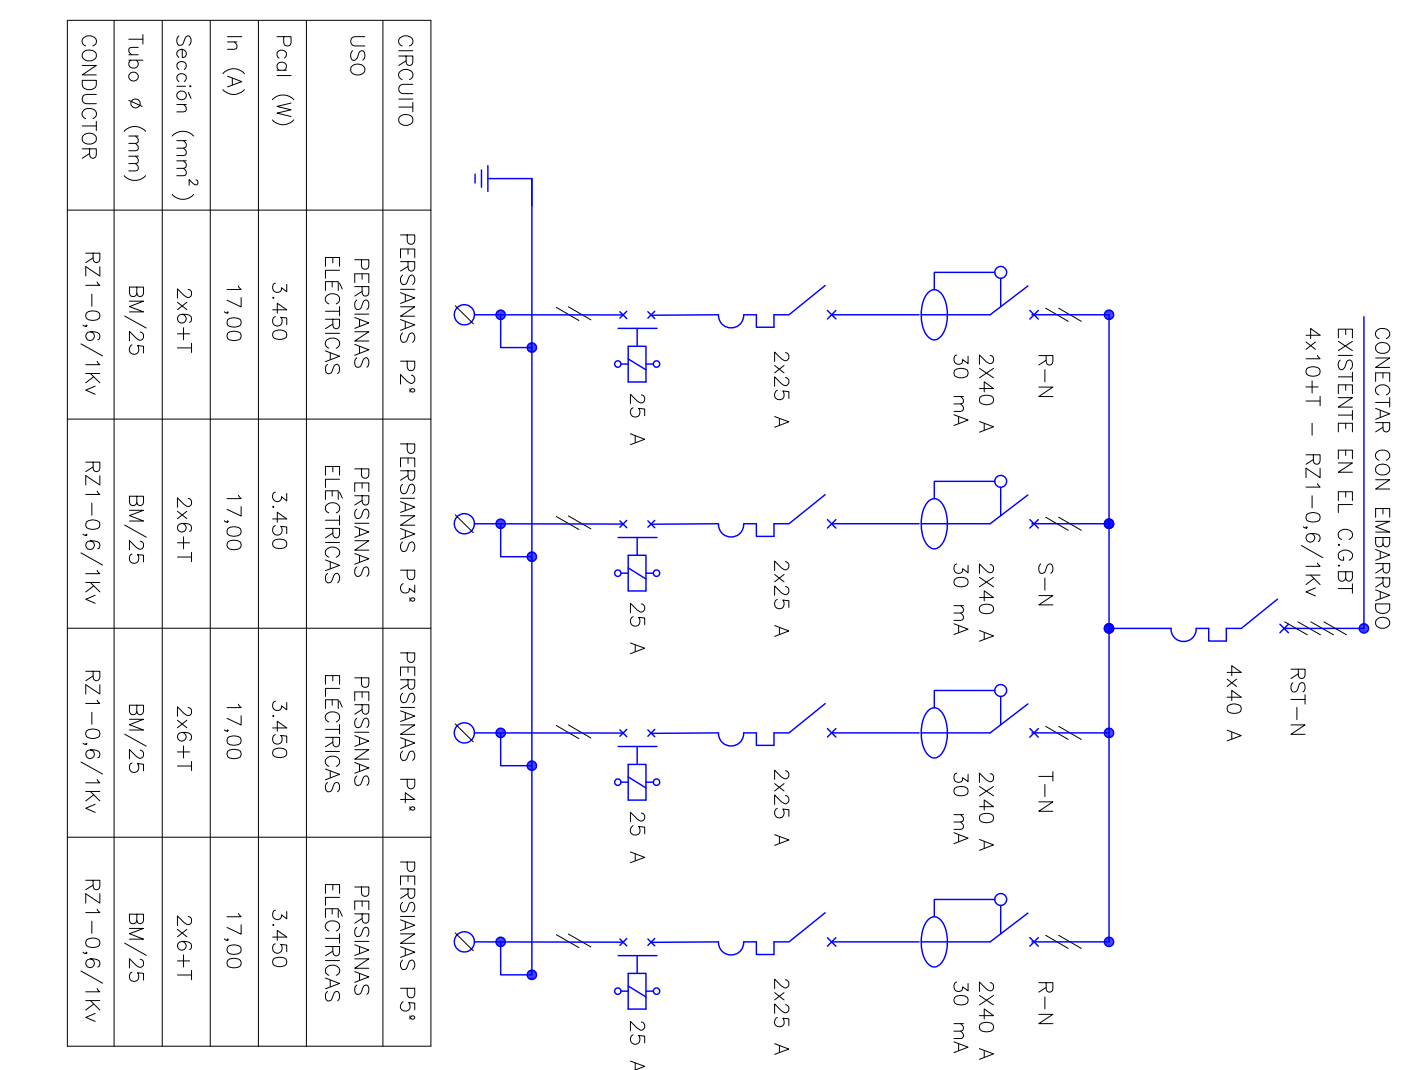 CONECTAR CON EMBARRADO
EXISTENTE EN EL C.G.BT
4x10+T - RZ1-0,6/1Kv
RST-N
4x40 A
R-N
S-N
T-N
R-N
2X40 A
30 mA
2X40 A
30 mA
2X40 A
30 mA
2X40 A
30 mA
2x25 A
2x25 A
2x25 A
2x25 A
25 A
25 A
25 A
25 A
CIRCUITO PERSIANAS P2ª PERSIANAS P3ª PERSIANAS P4ª PERSIANAS P5ª
USO PERSIANAS PERSIANAS PERSIANAS PERSIANAS
ELÉCTRICAS ELÉCTRICAS ELÉCTRICAS ELÉCTRICAS
Pcal (W) 3.450 3.450 3.450 3.450
In (A) 17,00 17,00 17,00 17,00
Sección (mm²) 2x6+T 2x6+T 2x6+T 2x6+T
Tubo ø (mm) BM/25 BM/25 BM/25 BM/25
CONDUCTOR RZ1-0,6/1Kv RZ1-0,6/1Kv RZ1-0,6/1Kv RZ1-0,6/1Kv